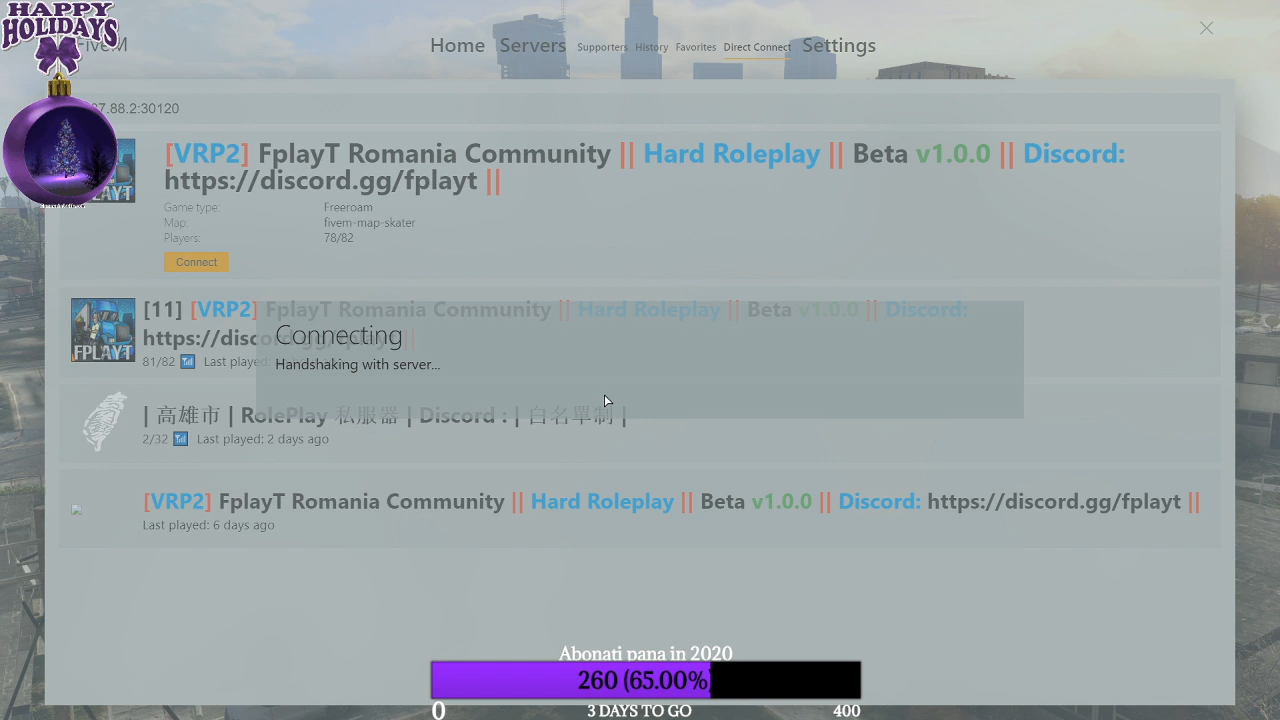 HAPPY
HOLIDAYS
FiveM
Home Servers Supporters History Favorites Direct Connect Settings
7.88.2:30120
[VRP2] FplayT Romania Community || Hard Roleplay || Beta v1.0.0 || Discord:
https://discord.gg/fplayt ||
Game type: Freeroam
Map: fivem-map-skater
Players: 78/82
Connect
[11] [VRP2] FplayT Romania Community || Hard Roleplay || Beta v1.0.0 || Discord:
FPLAYT
81/82 Last played:
Connecting
Handshaking with server...
| 高雄市 | RolePlay 私服器 | Discord : | 白名單制 |
2/32 Last played: 2 days ago
[VRP2] FplayT Romania Community || Hard Roleplay || Beta v1.0.0 || Discord: https://discord.gg/fplayt ||
Last played: 6 days ago
Abonati pana in 2020
260 (65.00%)
0 3 DAYS TO GO 400